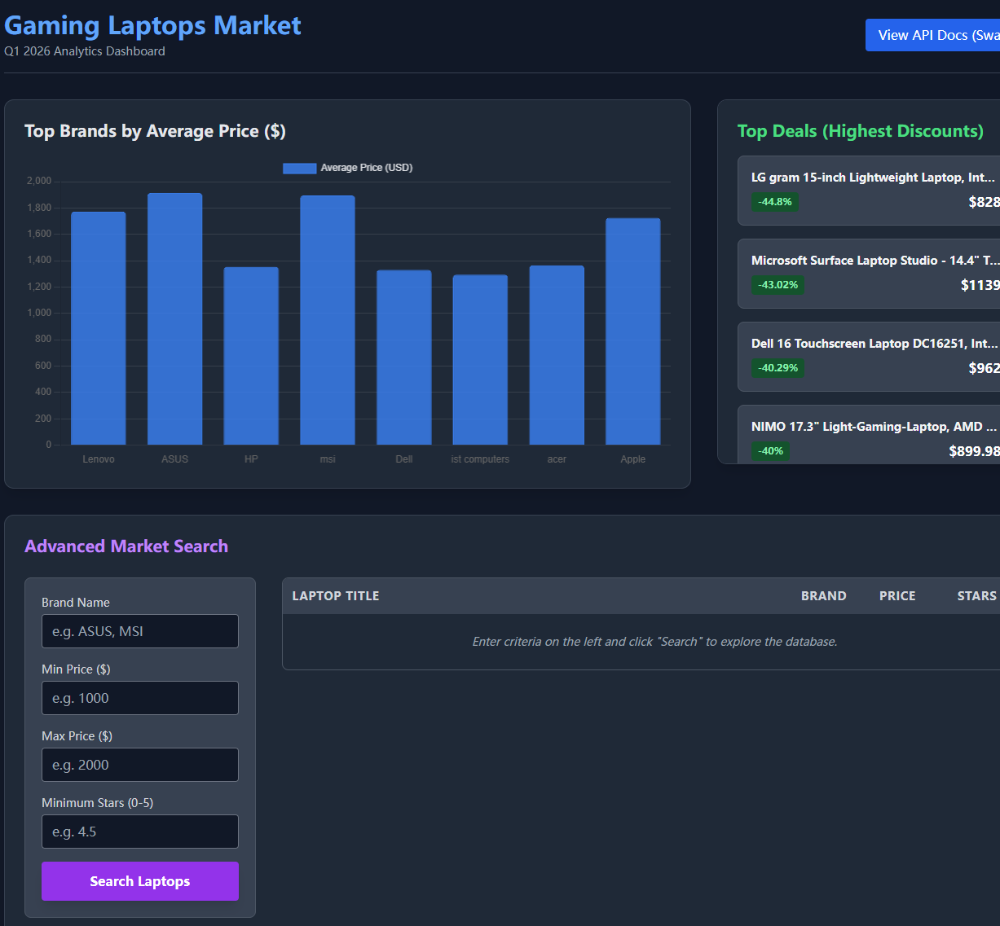 Gaming Laptops Market
Q1 2026 Analytics Dashboard
View API Docs (Swa
Top Brands by Average Price ($)
Average Price (USD)
2,000
1,800
1,600
1,400
1,200
1,000
800
600
400
200
0
Lenovo ASUS HP msi Dell ist computers acer Apple
Top Deals (Highest Discounts)
LG gram 15-inch Lightweight Laptop, Int...
-44.8% $828
Microsoft Surface Laptop Studio - 14.4" T...
-43.02% $1139
Dell 16 Touchscreen Laptop DC16251, Int...
-40.29% $962
NIMO 17.3" Light-Gaming-Laptop, AMD ...
-40% $899.98
Advanced Market Search
Brand Name
e.g. ASUS, MSI
Min Price ($)
e.g. 1000
Max Price ($)
e.g. 2000
Minimum Stars (0-5)
e.g. 4.5
Search Laptops
LAPTOP TITLE BRAND PRICE STARS
Enter criteria on the left and click "Search" to explore the database.